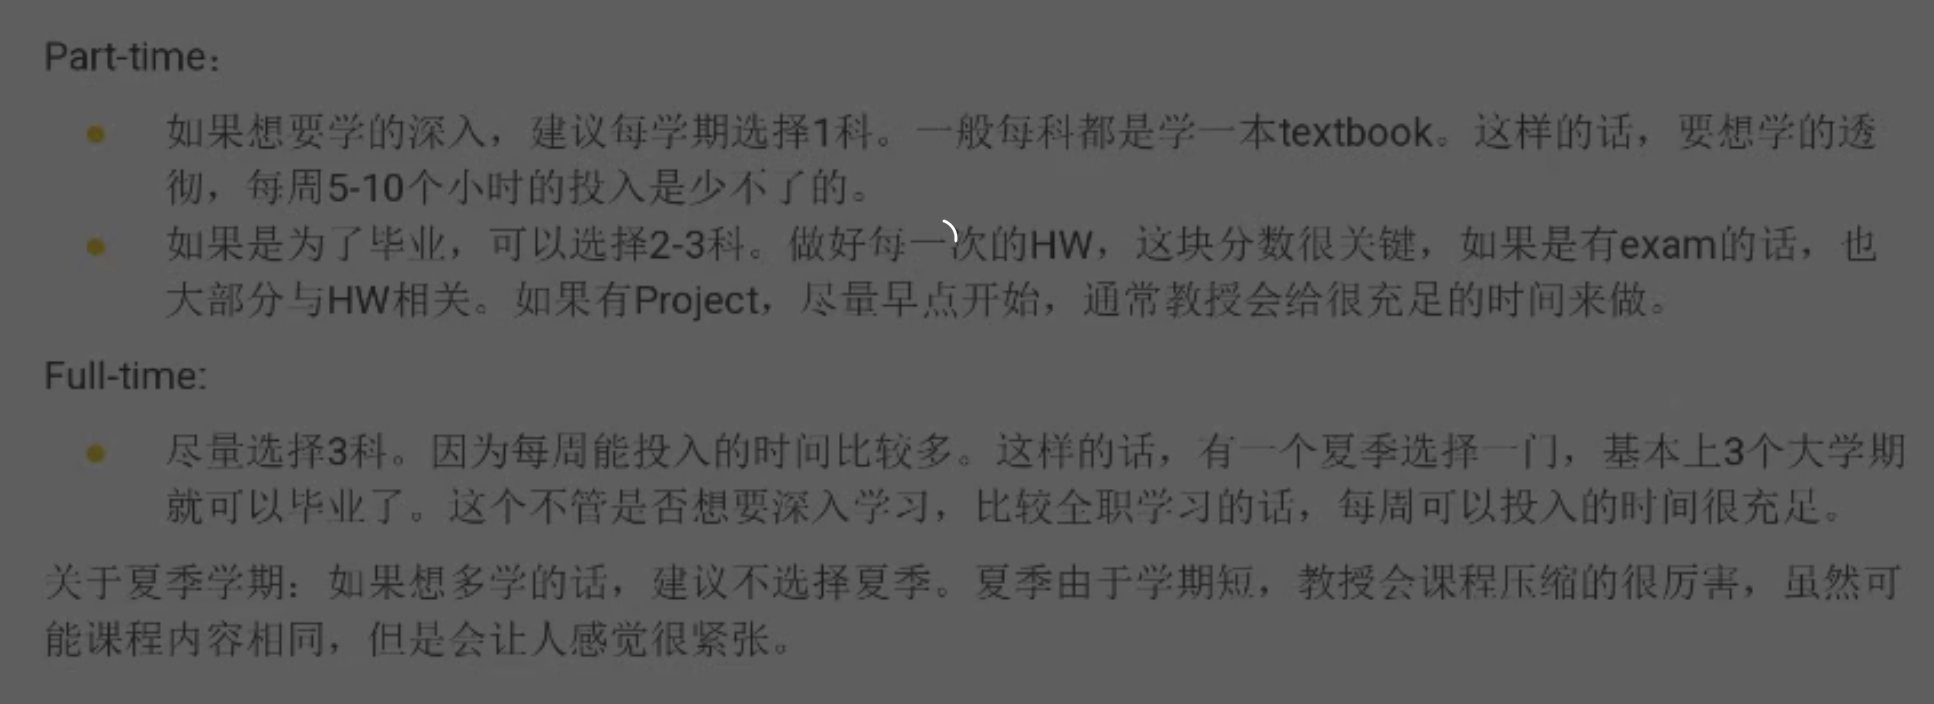 Part-time：
如果想要学的深入，建议每学期选择1科。一般每科都是学一本textbook。这样的话，要想学的透
彻，每周5-10个小时的投入是少不了的。
如果是为了毕业，可以选择2-3科。做好每一次的HW，这块分数很关键，如果是有exam的话，也
大部分与HW相关。如果有Project，尽量早点开始，通常教授会给很充足的时间来做。
Full-time:
尽量选择3科。因为每周能投入的时间比较多。这样的话，有一个夏季选择一门，基本上3个大学期
就可以毕业了。这个不管是否想要深入学习，比较全职学习的话，每周可以投入的时间很充足。
关于夏季学期：如果想多学的话，建议不选择夏季。夏季由于学期短，教授会课程压缩的很厉害，虽然可
能课程内容相同，但是会让人感觉很紧张。